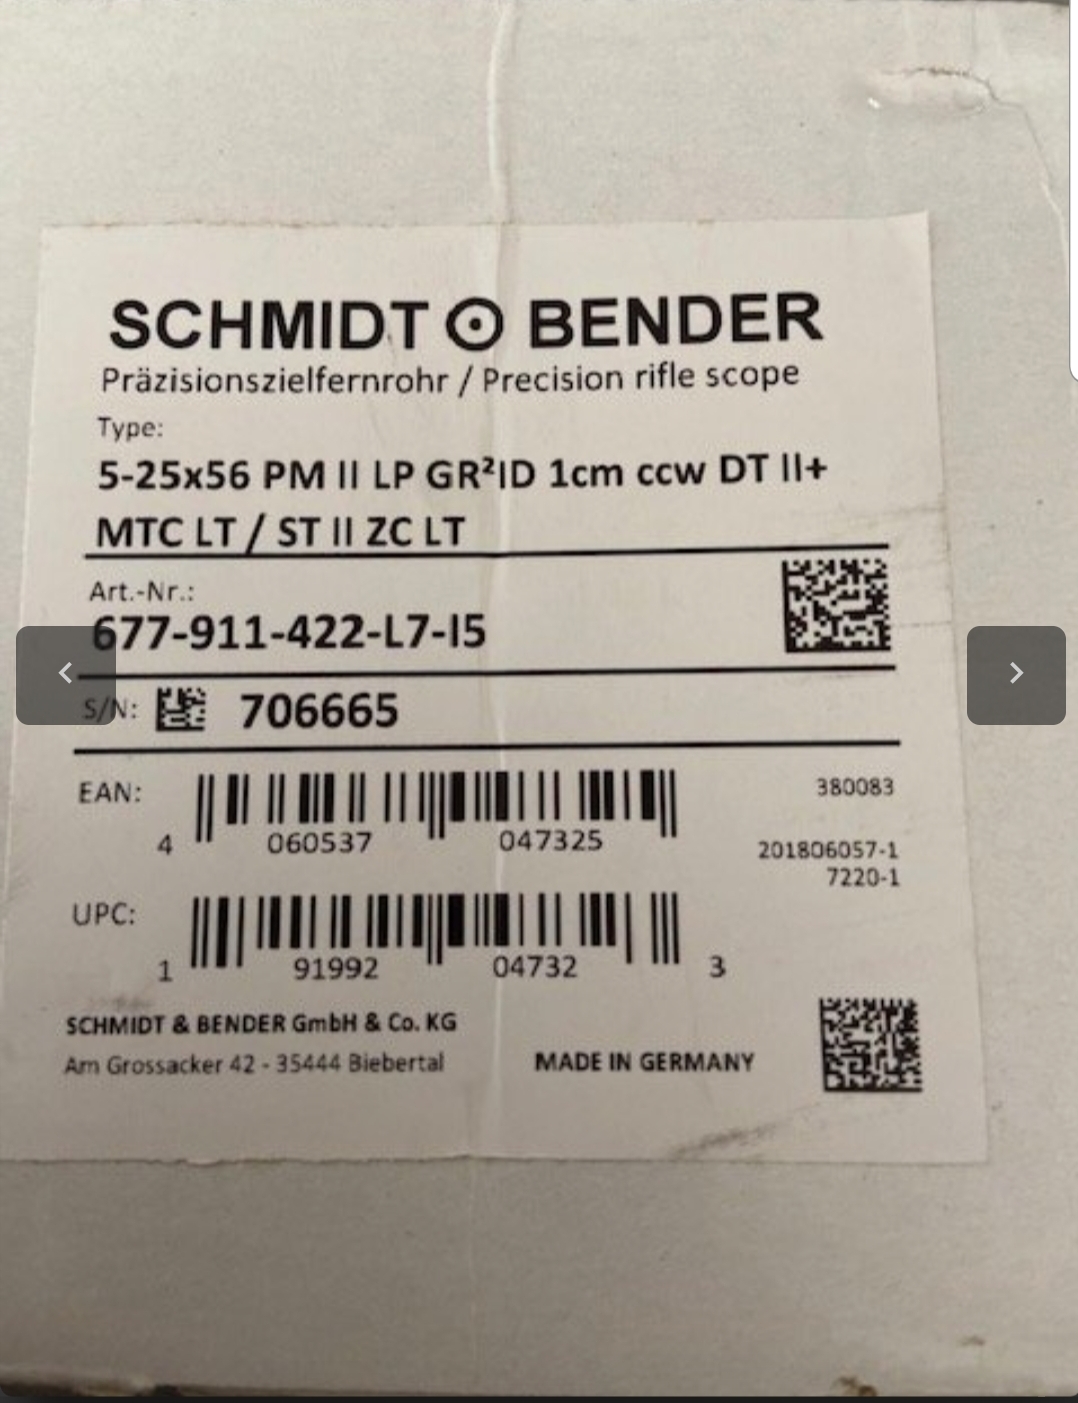 SCHMIDT BENDER
Präzisionszielfernrohr / Precision rifle scope
Type:
5-25x56 PM II LP GR²ID 1cm ccw DT II+
MTC LT / ST II ZC LT
Art.-Nr.:
677-911-422-L7-I5
S/N: 706665
EAN:
380083
4 060537 047325
201806057-1
7220-1
UPC:
1 91992 04732 3
SCHMIDT & BENDER GmbH & Co. KG
Am Grossacker 42 - 35444 Biebertal MADE IN GERMANY